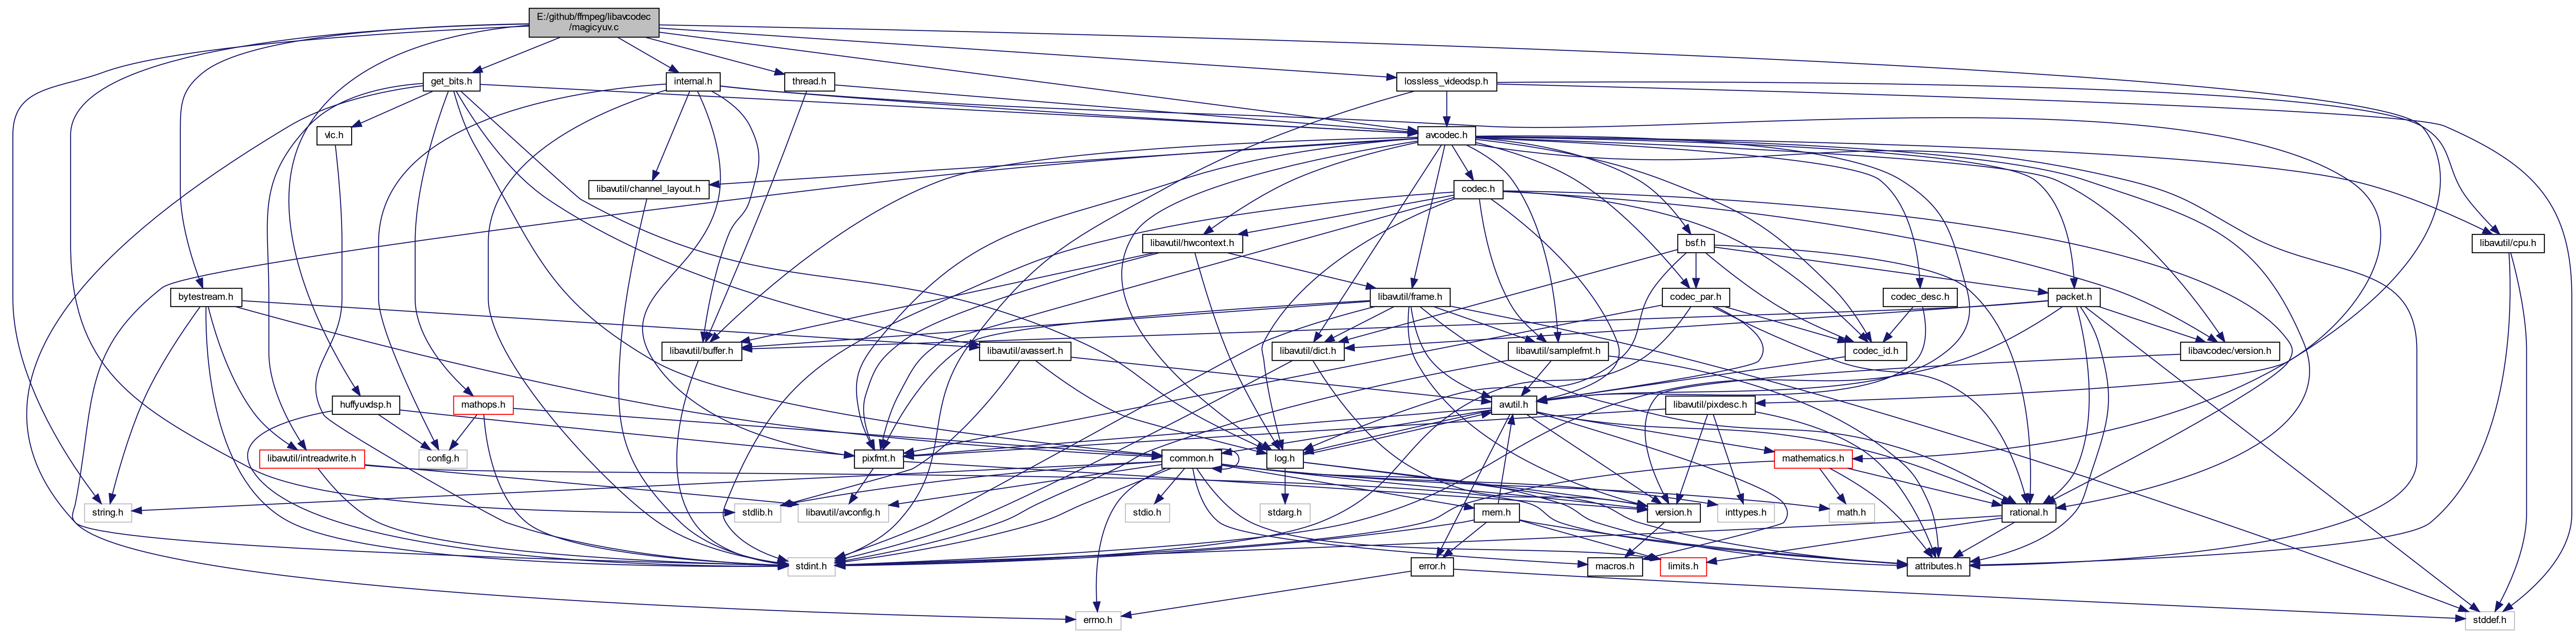 E:/github/ffmpeg/libavcodec
/magicyuv.c
get_bits.h
internal.h
thread.h
lossless_videodsp.h
vlc.h
avcodec.h
libavutil/channel_layout.h
codec.h
libavutil/hwcontext.h
bsf.h
libavutil/cpu.h
bytestream.h
libavutil/frame.h
codec_par.h
codec_desc.h
packet.h
libavutil/buffer.h
libavutil/avassert.h
libavutil/dict.h
libavutil/samplefmt.h
codec_id.h
libavcodec/version.h
huffyuvdsp.h
mathops.h
avutil.h
libavutil/pixdesc.h
libavutil/intreadwrite.h
config.h
pixfmt.h
common.h
log.h
mathematics.h
string.h
stdlib.h
libavutil/avconfig.h
stdio.h
stdarg.h
mem.h
version.h
inttypes.h
math.h
rational.h
stdint.h
error.h
macros.h
limits.h
attributes.h
errno.h
stddef.h